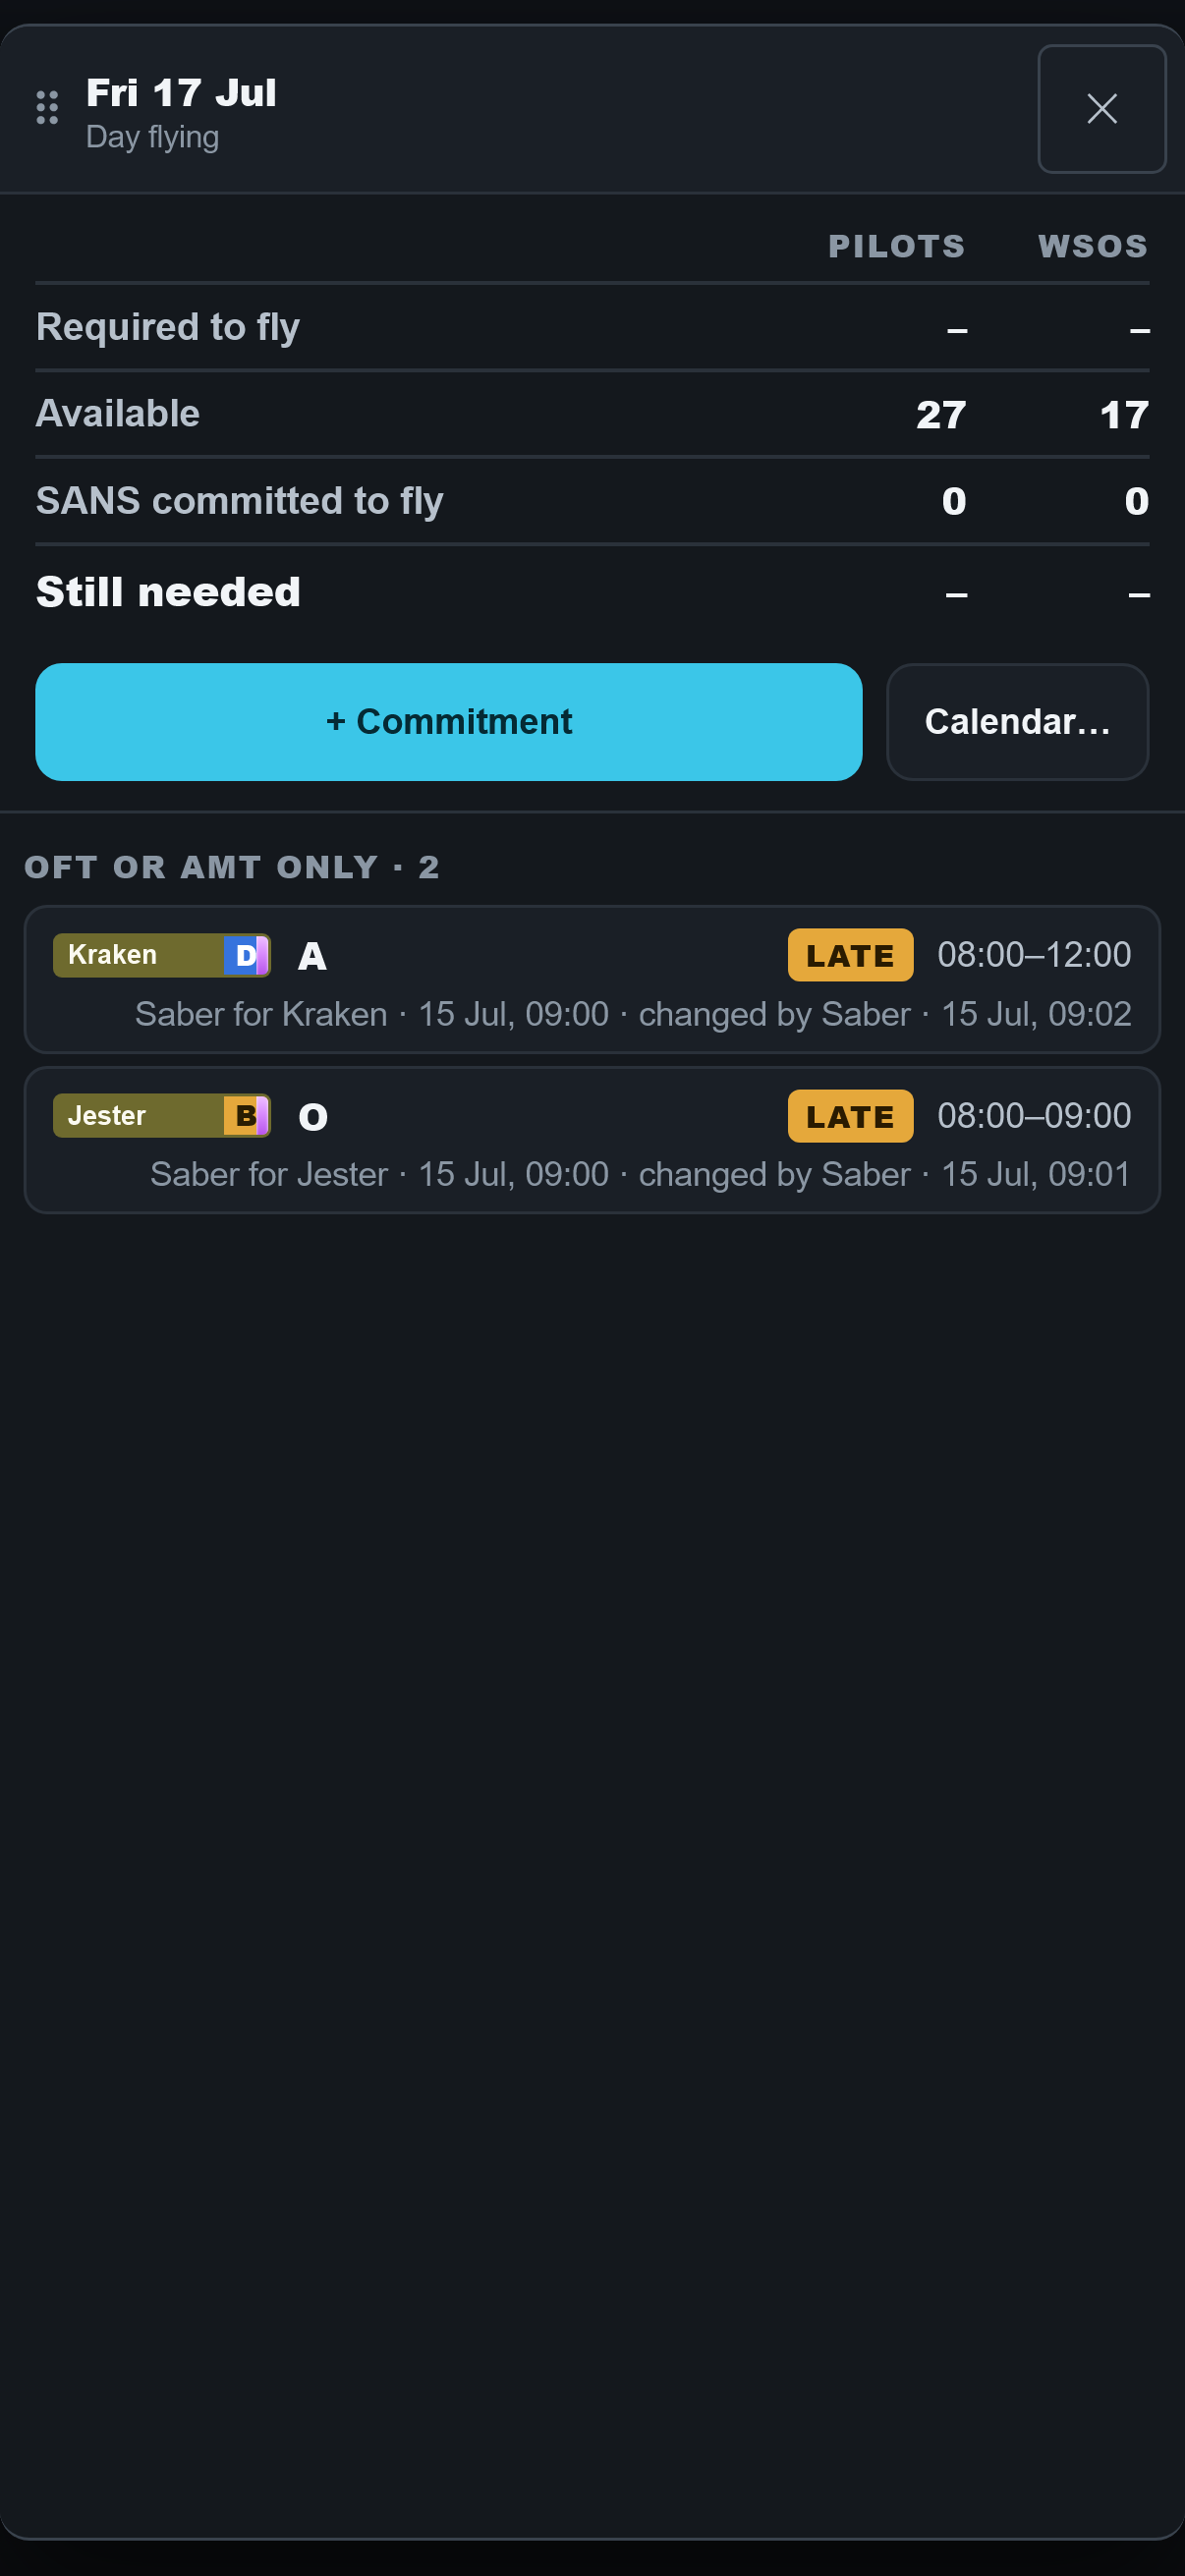 Fri 17 Jul
Day flying
PILOTS WSOS
Required to fly – –
Available 27 17
SANS committed to fly 0 0
Still needed – –
+ Commitment Calendar...
OFT OR AMT ONLY · 2
Kraken D A LATE 08:00–12:00
Saber for Kraken · 15 Jul, 09:00 · changed by Saber · 15 Jul, 09:02
Jester B O LATE 08:00–09:00
Saber for Jester · 15 Jul, 09:00 · changed by Saber · 15 Jul, 09:01